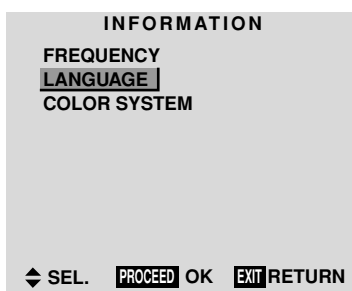 INFORMATION
FREQUENCY
LANGUAGE
COLOR SYSTEM
SEL. PROCEED OK EXIT RETURN